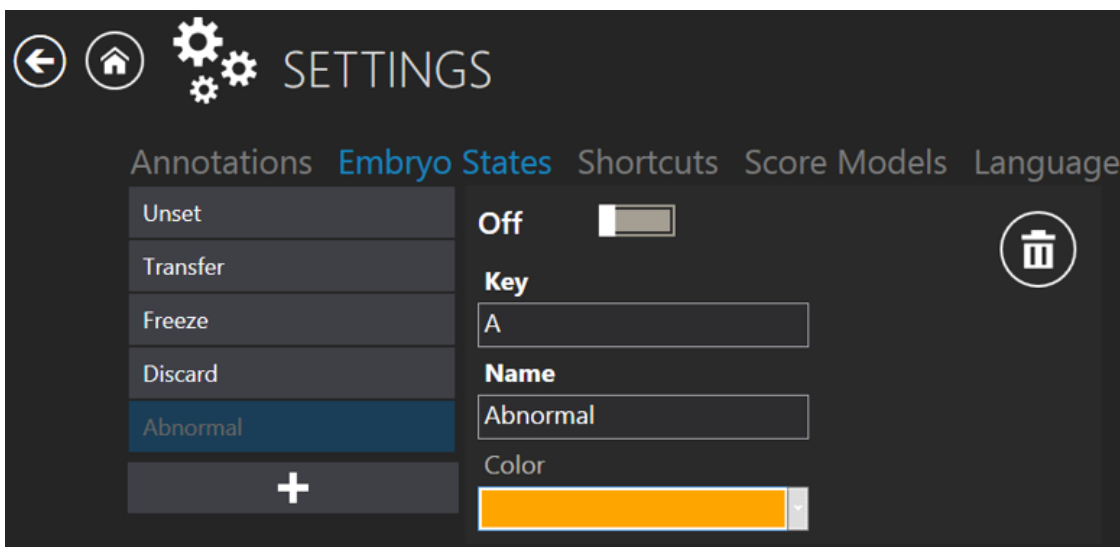 SETTINGS
Annotations Embryo States Shortcuts Score Models Language
Unset
Transfer
Freeze
Discard
Abnormal
Off
Key
A
Name
Abnormal
Color